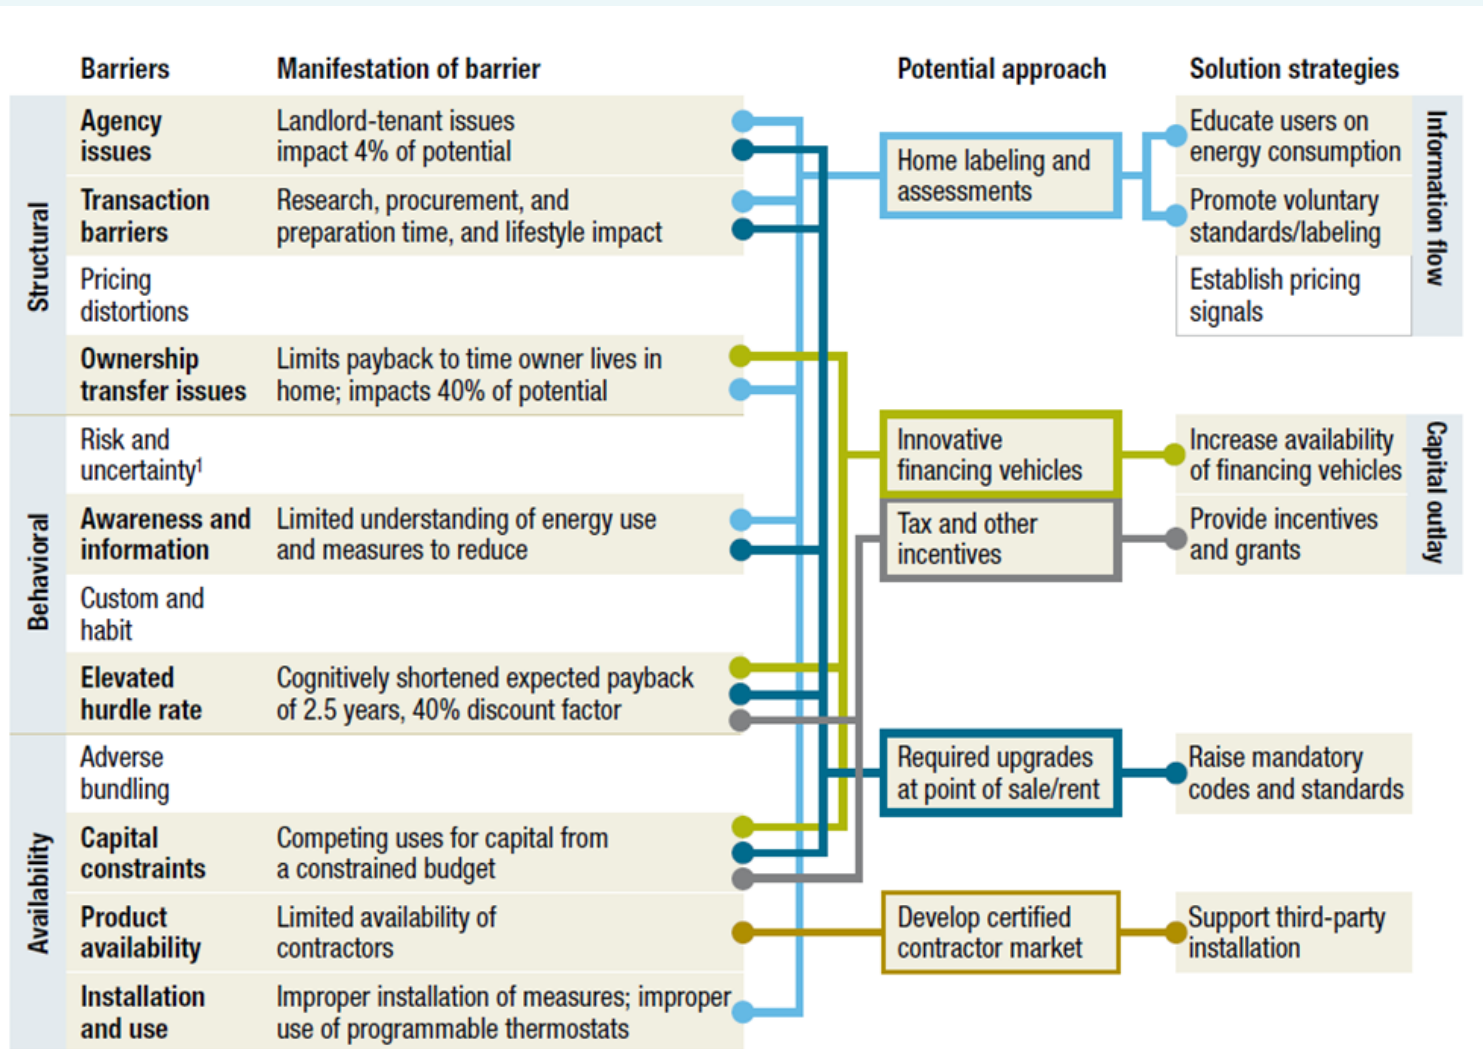 Barriers
Manifestation of barrier
Potential approach
Solution strategies
Structural
Agency
issues
Landlord-tenant issues
impact 4% of potential
Transaction
barriers
Research, procurement, and
preparation time, and lifestyle impact
Pricing
distortions
Ownership
transfer issues
Limits payback to time owner lives in
home; impacts 40% of potential
Behavioral
Risk and
uncertainty¹
Awareness and
information
Limited understanding of energy use
and measures to reduce
Custom and
habit
Elevated
hurdle rate
Cognitively shortened expected payback
of 2.5 years, 40% discount factor
Availability
Adverse
bundling
Capital
constraints
Competing uses for capital from
a constrained budget
Product
availability
Limited availability of
contractors
Installation
and use
Improper installation of measures; improper
use of programmable thermostats
Home labeling and
assessments
Innovative
financing vehicles
Tax and other
incentives
Required upgrades
at point of sale/rent
Develop certified
contractor market
Educate users on
energy consumption
Promote voluntary
standards/labeling
Establish pricing
signals
Information flow
Increase availability
of financing vehicles
Provide incentives
and grants
Capital outlay
Raise mandatory
codes and standards
Support third-party
installation